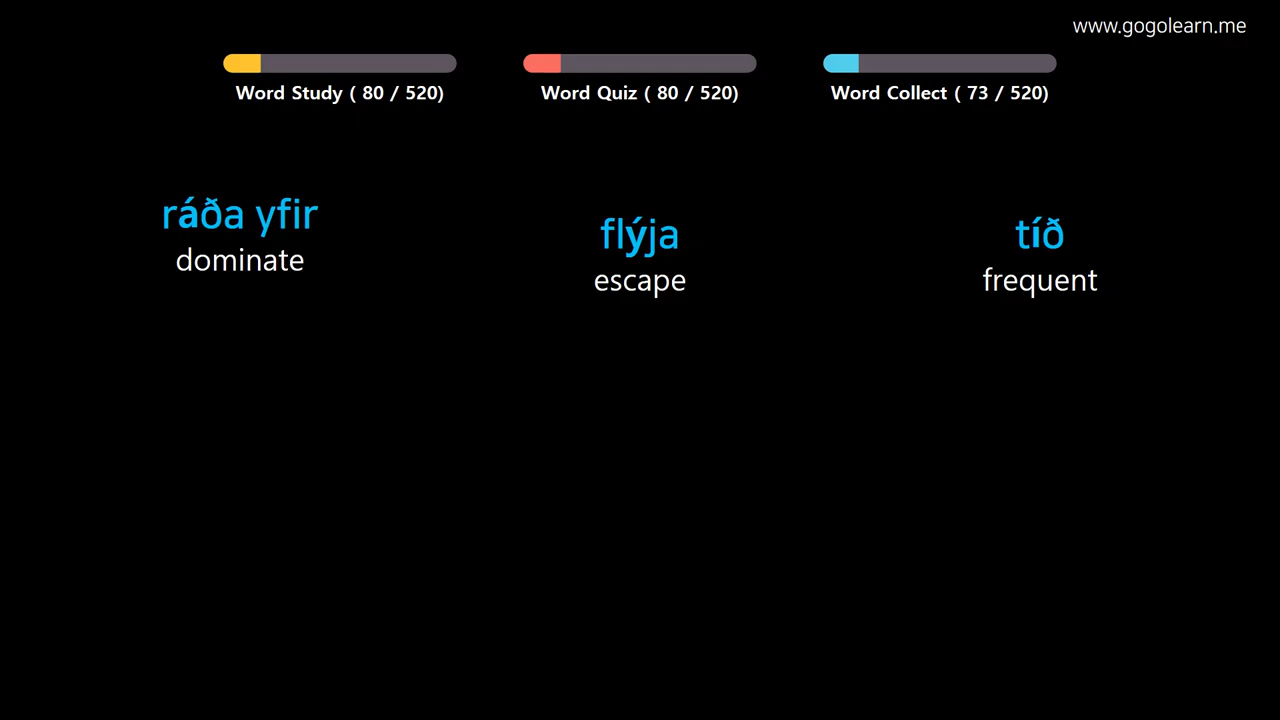 www.gogolearn.me
Word Study ( 80 / 520)
Word Quiz ( 80 / 520)
Word Collect ( 73 / 520)
ráða yfir
dominate
flýja
escape
tíð
frequent